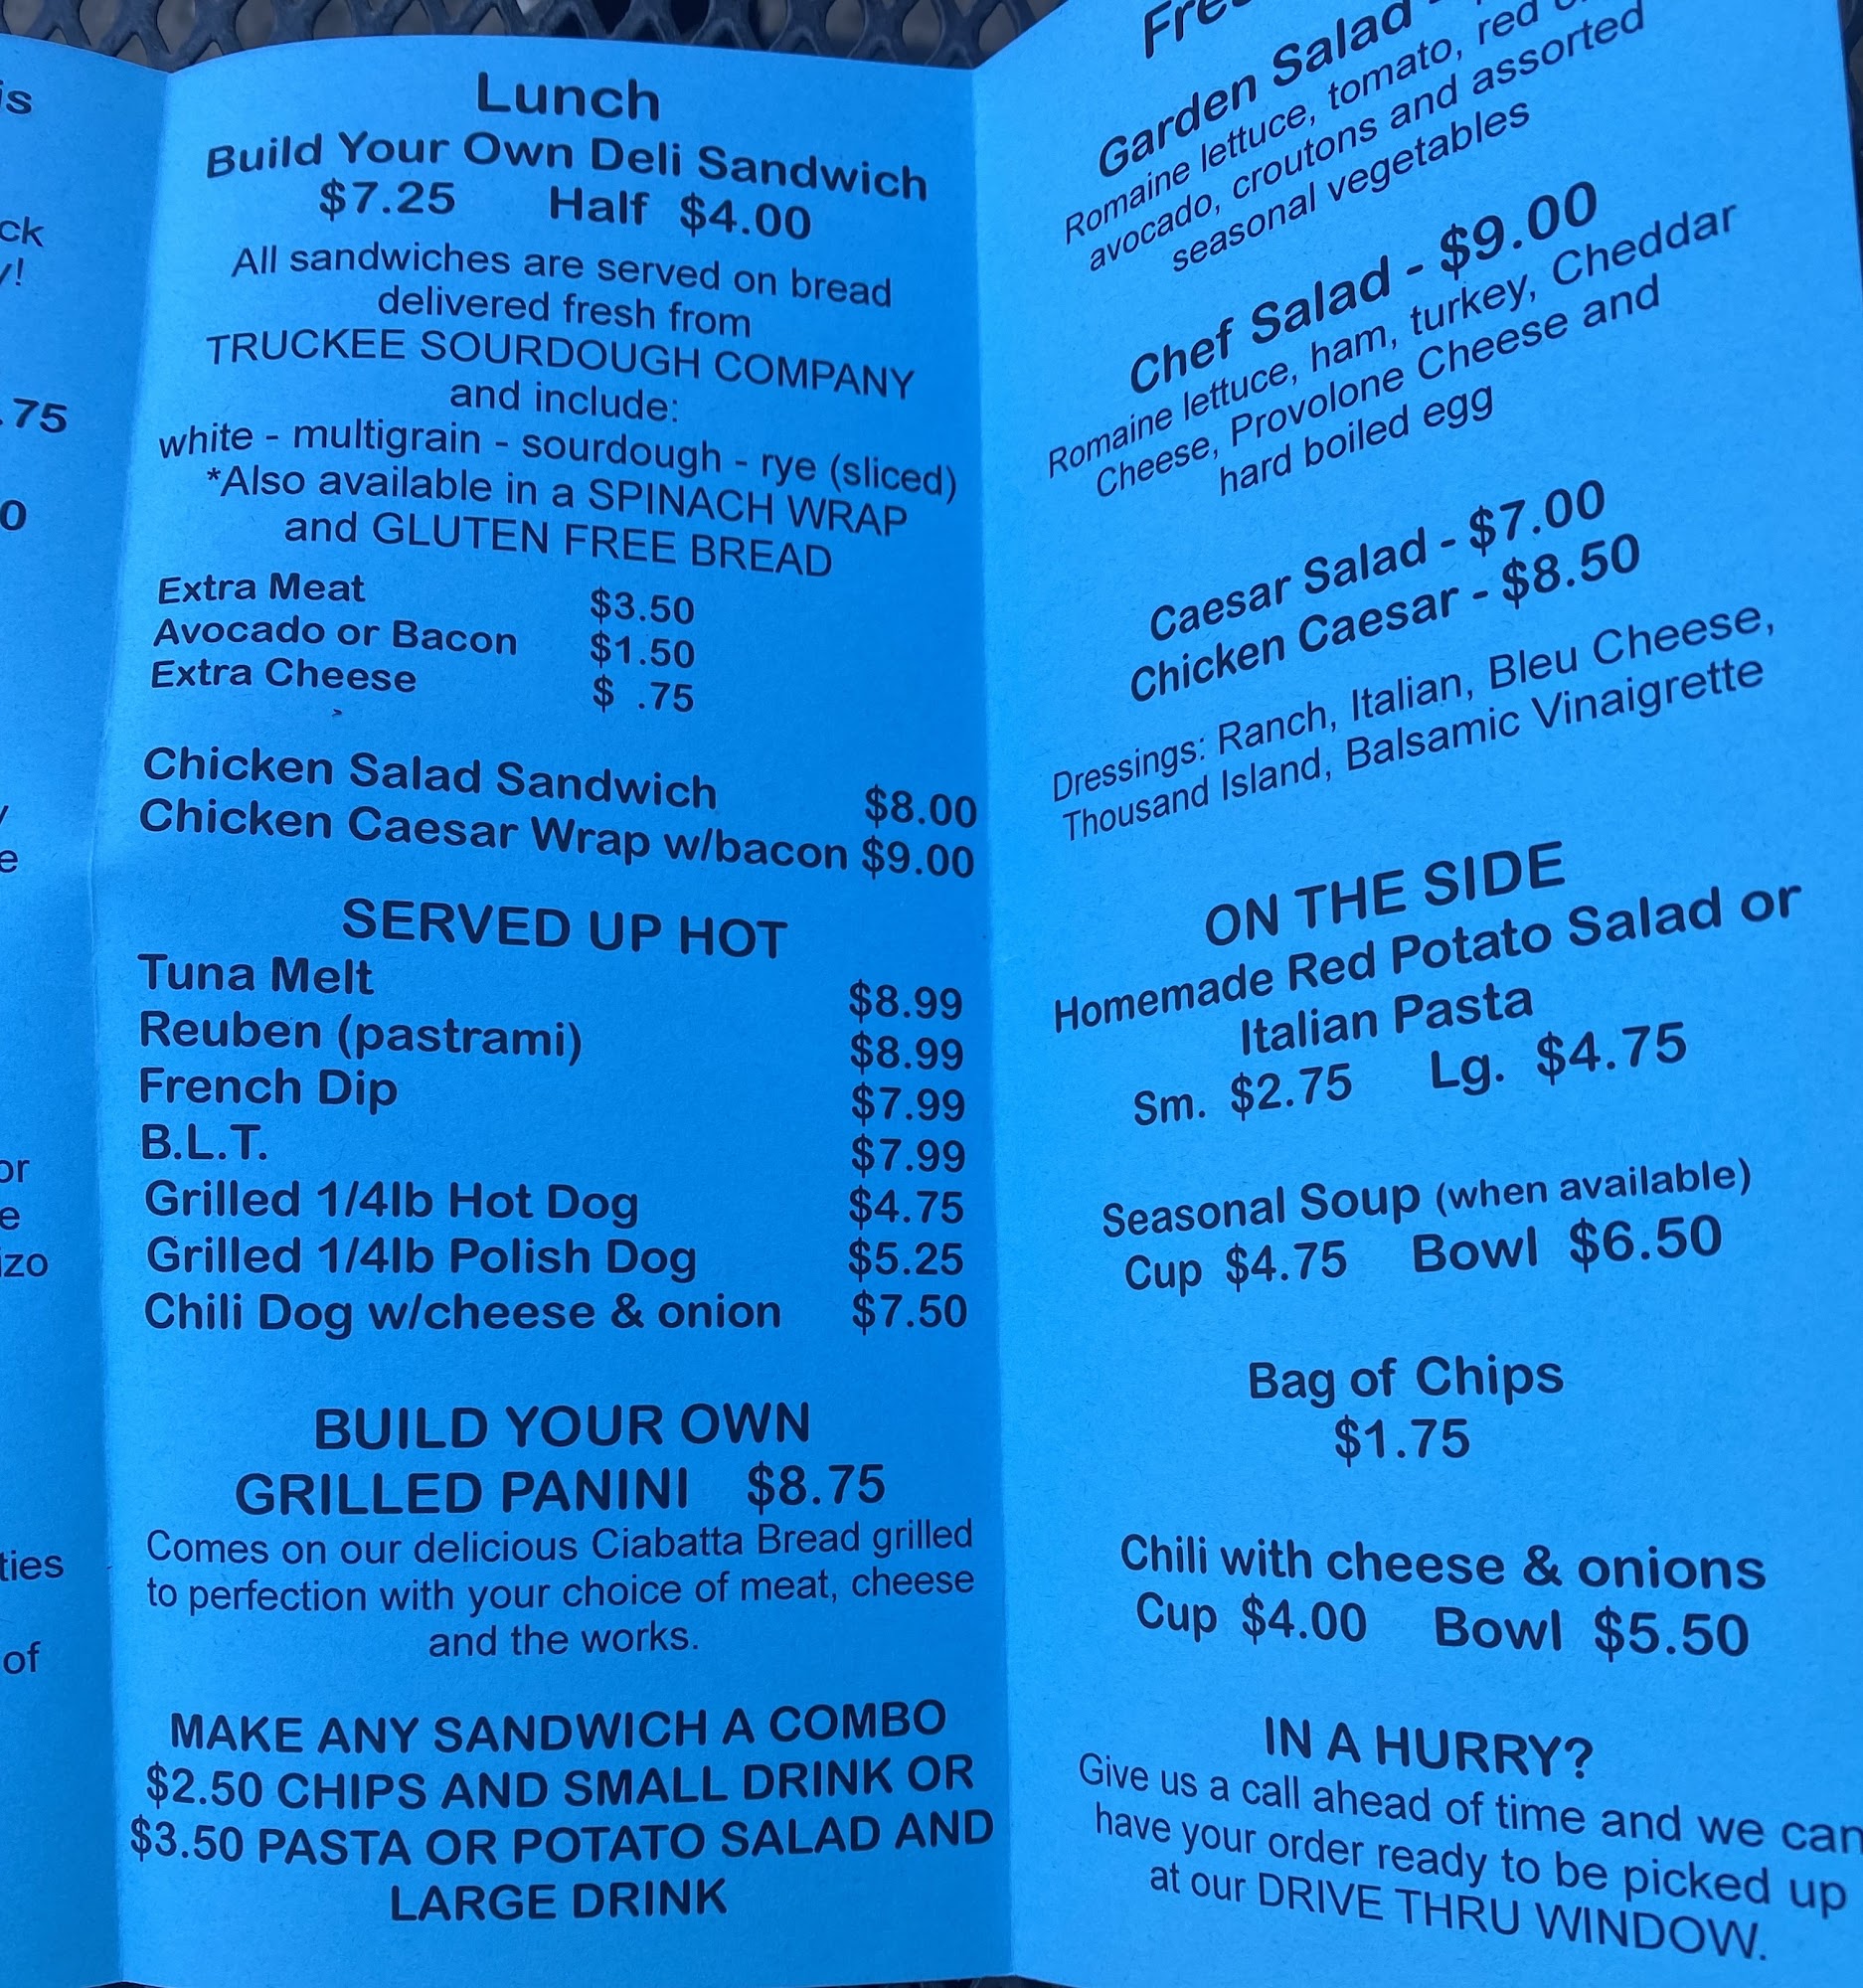 is
ck
y!
.75
0
e
or
e
izo
ties
of
Lunch
Build Your Own Deli Sandwich
$7.25 Half $4.00
All sandwiches are served on bread
delivered fresh from
TRUCKEE SOURDOUGH COMPANY
and include:
white - multigrain - sourdough - rye (sliced)
*Also available in a SPINACH WRAP
and GLUTEN FREE BREAD
Extra Meat $3.50
Avocado or Bacon $1.50
Extra Cheese $ .75
Chicken Salad Sandwich $8.00
Chicken Caesar Wrap w/bacon $9.00
SERVED UP HOT
Tuna Melt $8.99
Reuben (pastrami) $8.99
French Dip $7.99
B.L.T. $7.99
Grilled 1/4lb Hot Dog $4.75
Grilled 1/4lb Polish Dog $5.25
Chili Dog w/cheese & onion $7.50
BUILD YOUR OWN
GRILLED PANINI $8.75
Comes on our delicious Ciabatta Bread grilled
to perfection with your choice of meat, cheese
and the works.
MAKE ANY SANDWICH A COMBO
$2.50 CHIPS AND SMALL DRINK OR
$3.50 PASTA OR POTATO SALAD AND
LARGE DRINK
Garden Salad -
Romaine lettuce, tomato, red
avocado, croutons and assorted
seasonal vegetables
Chef Salad - $9.00
Romaine lettuce, ham, turkey, Cheddar
Cheese, Provolone Cheese and
hard boiled egg
Caesar Salad - $7.00
Chicken Caesar - $8.50
Dressings: Ranch, Italian, Bleu Cheese,
Thousand Island, Balsamic Vinaigrette
ON THE SIDE
Homemade Red Potato Salad or
Italian Pasta
Sm. $2.75 Lg. $4.75
Seasonal Soup (when available)
Cup $4.75 Bowl $6.50
Bag of Chips
$1.75
Chili with cheese & onions
Cup $4.00 Bowl $5.50
IN A HURRY?
Give us a call ahead of time and we can
have your order ready to be picked up
at our DRIVE THRU WINDOW.